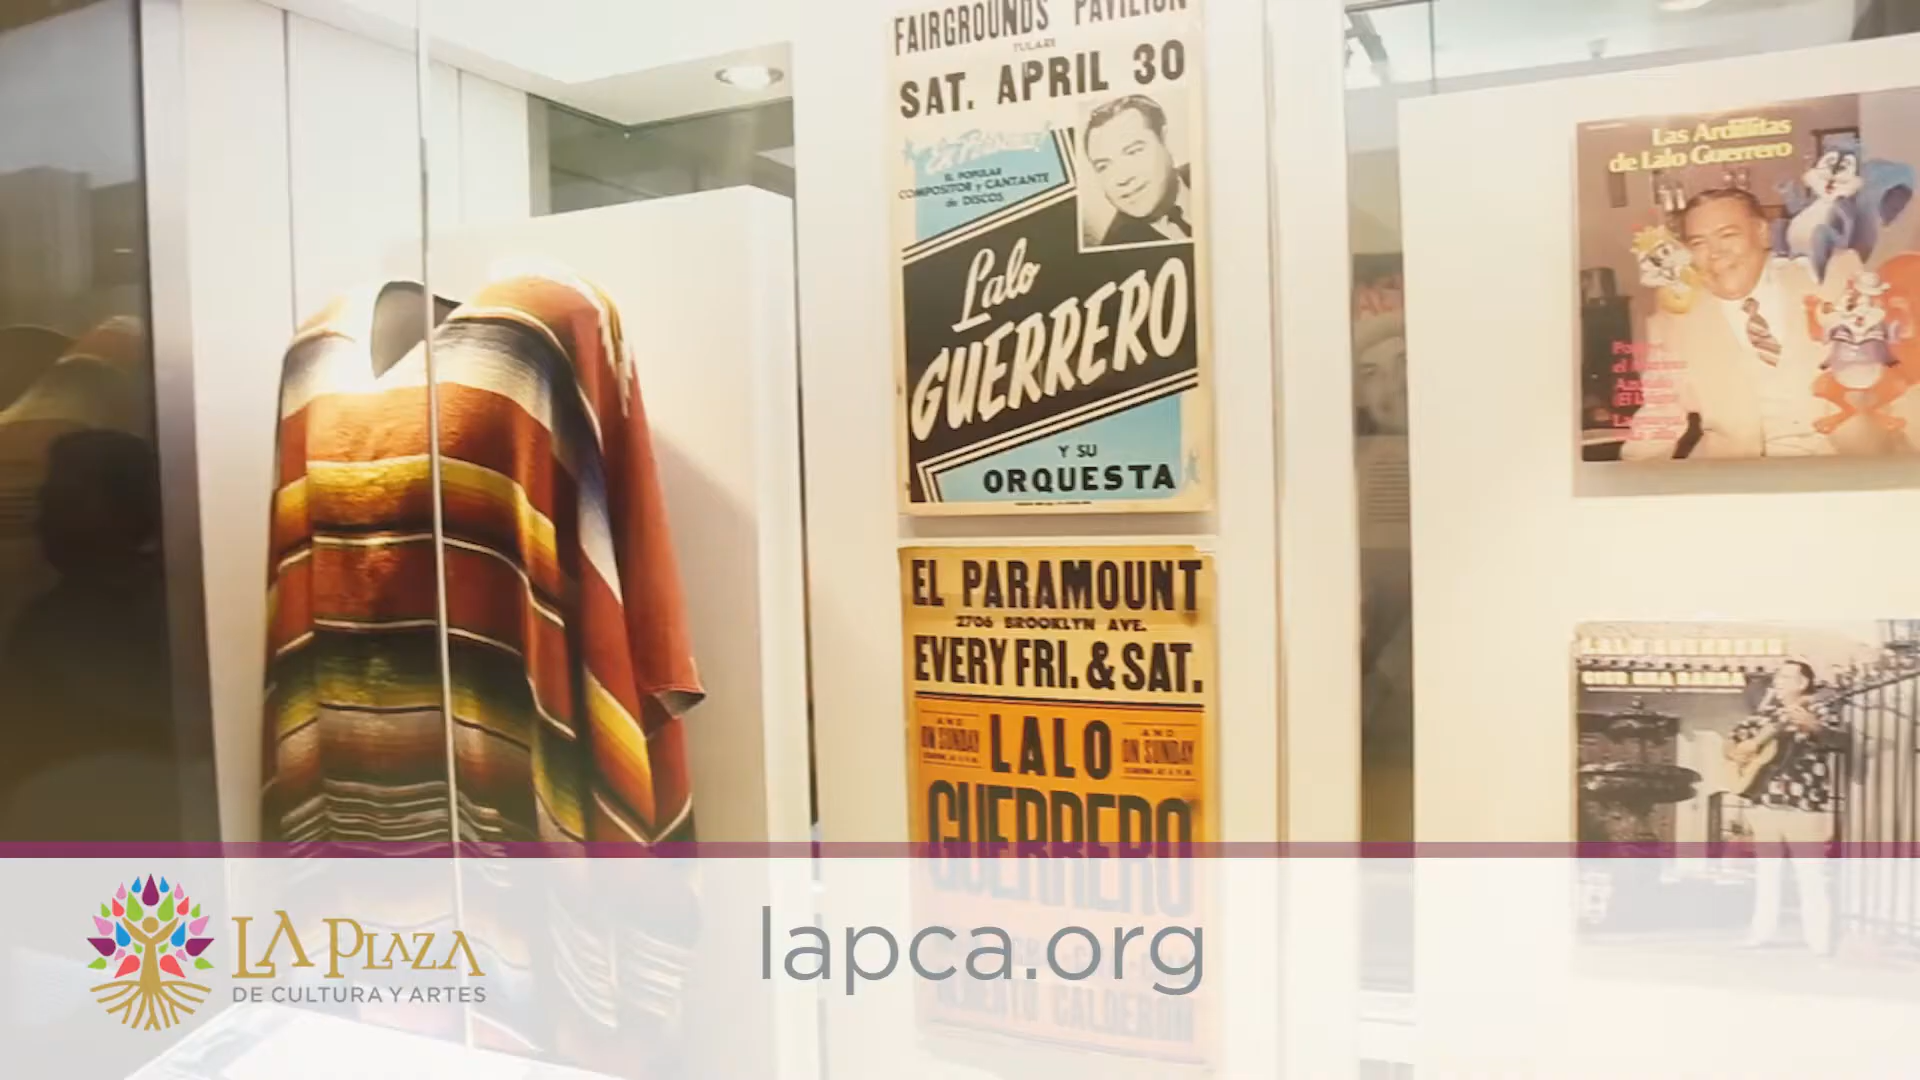 FAIRGROUNDS PAVILION
TULARE
SAT. APRIL 30
EL POPULAR
COMPOSITOR y CANTANTE
de DISCOS
Lalo
GUERRERO
Y SU
ORQUESTA
EL PARAMOUNT
2706 BROOKLYN AVE.
EVERY FRI. & SAT.
AND
ON SUNDAY
LALO
AND
ON SUNDAY
GUERRERO
Las Ardillitas
de Lalo Guerrero
LALO GUERRERO
LA PLAZA
DE CULTURA Y ARTES
lapca.org